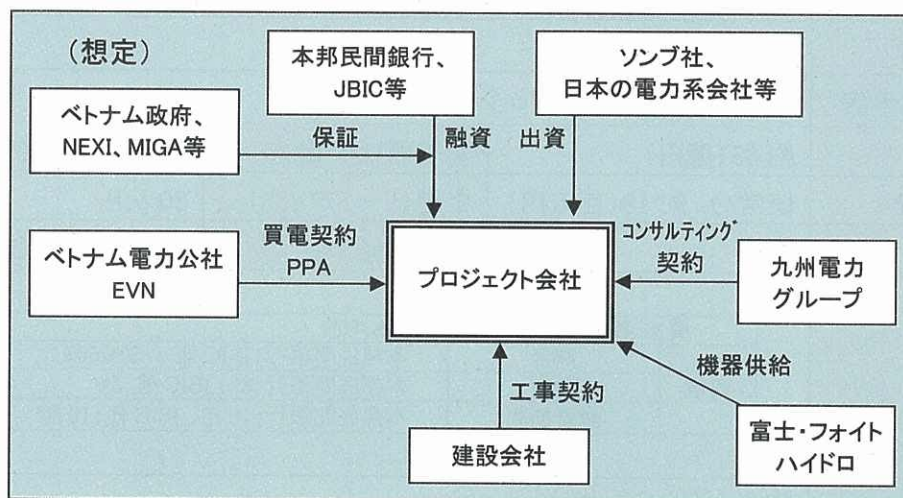 （想定）
本邦民間銀行、
JBIC等
ソンブ社、
日本の電力系会社等
ベトナム政府、
NEXI、MIGA等
保証
融資
出資
ベトナム電力公社
EVN
買電契約
PPA
プロジェクト会社
ｺﾝｻﾙﾃｨﾝｸﾞ
契約
九州電力
グループ
工事契約
機器供給
建設会社
富士・フォイト
ハイドロ